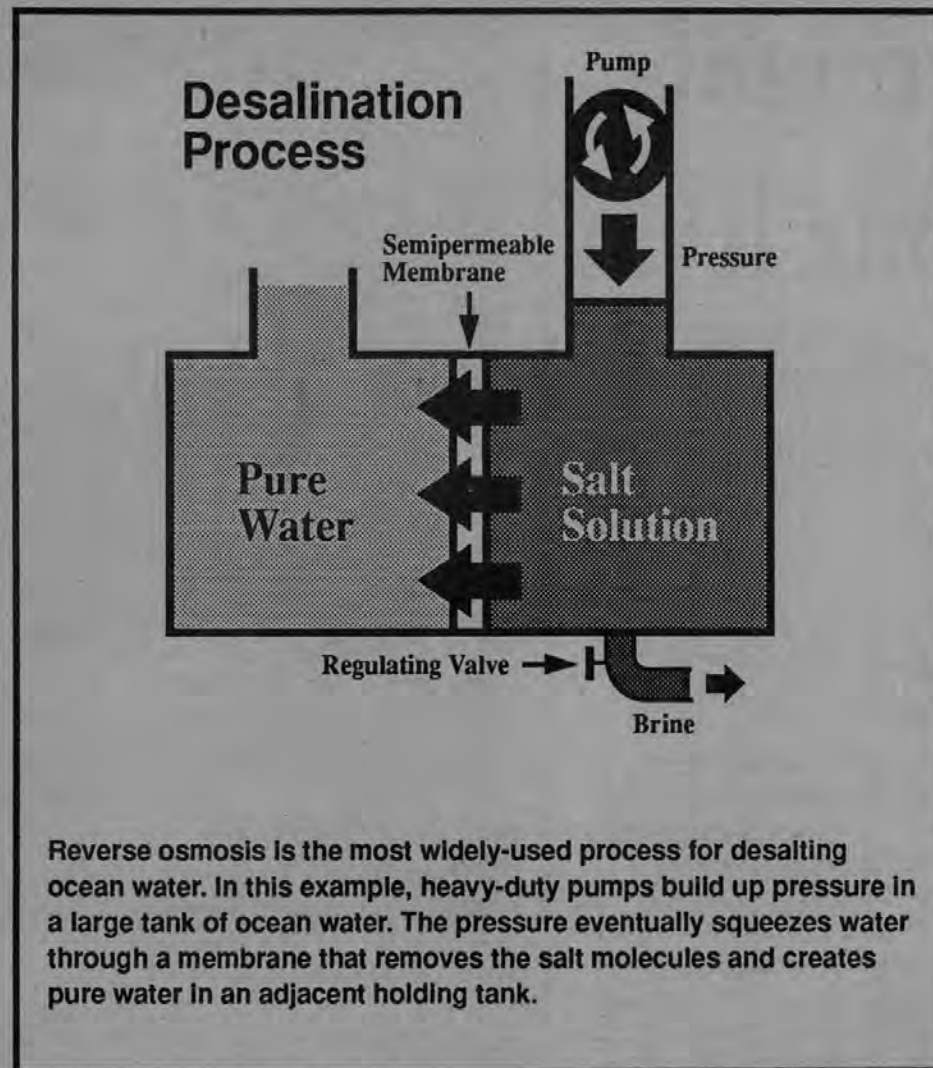 Desalination
Process
Pump
Semipermeable
Membrane
Pressure
Pure
Water
Salt
Solution
Regulating Valve
Brine
Reverse osmosis is the most widely-used process for desalting
ocean water. In this example, heavy-duty pumps build up pressure in
a large tank of ocean water. The pressure eventually squeezes water
through a membrane that removes the salt molecules and creates
pure water in an adjacent holding tank.